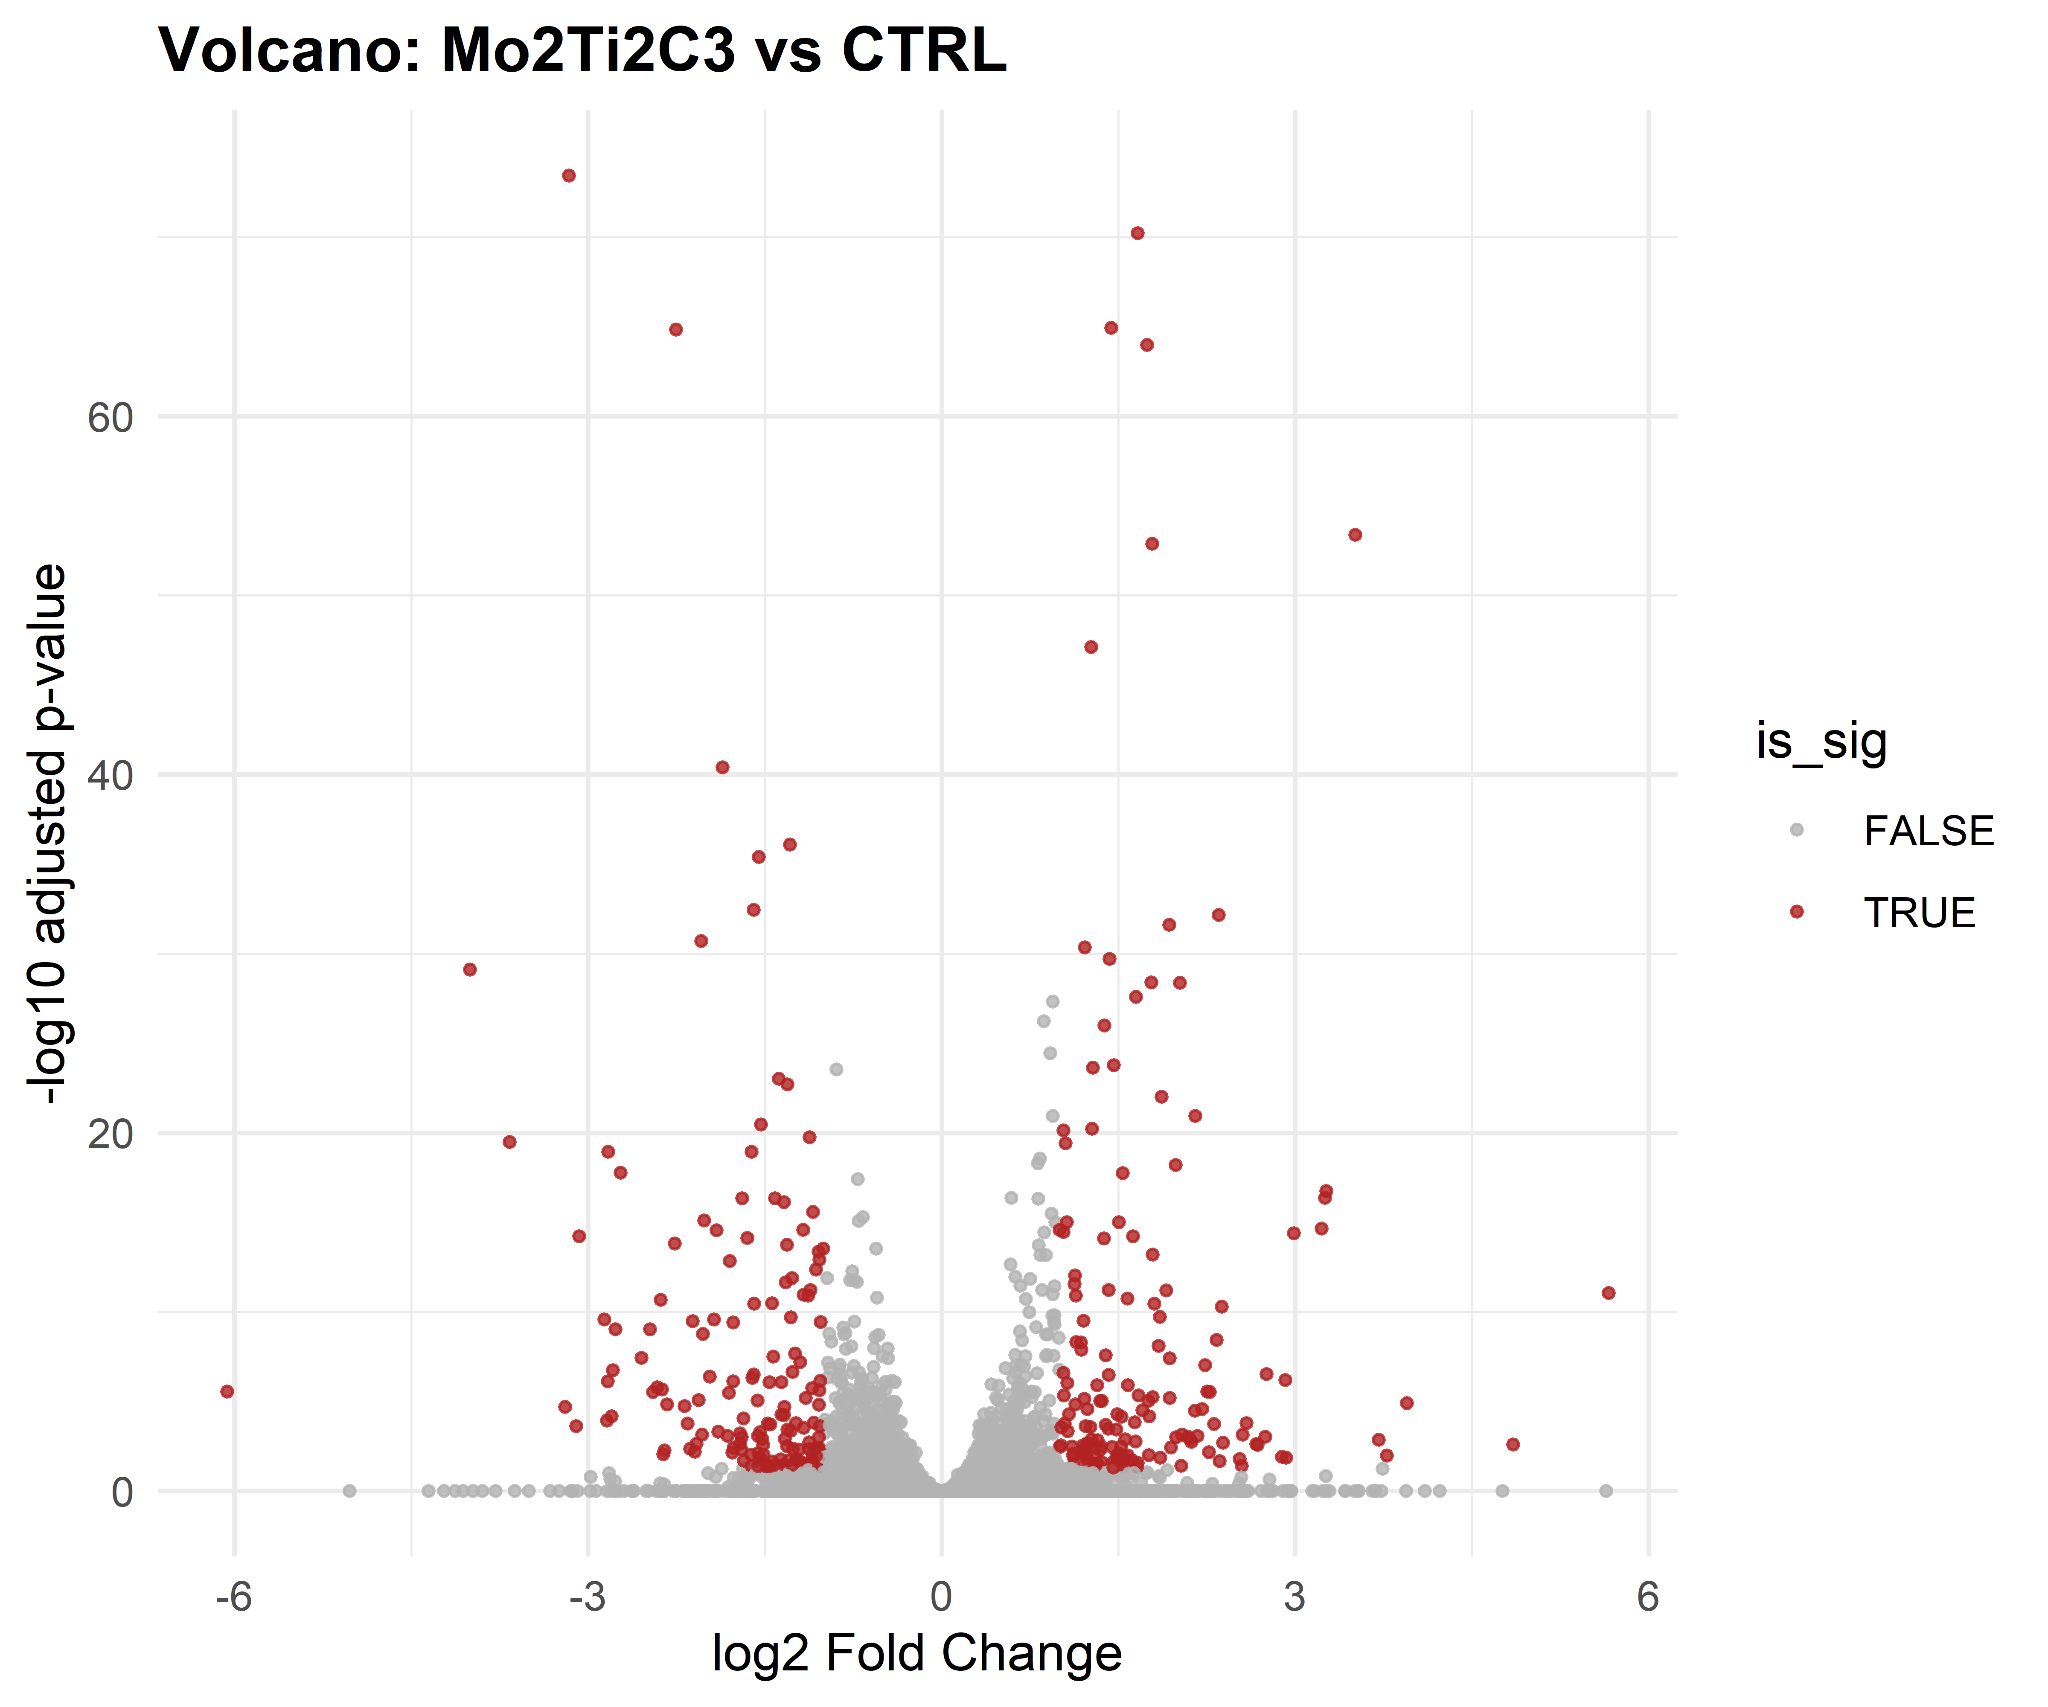 Volcano: Mo2Ti2C3 vs CTRL
-log10 adjusted p-value
60
40
20
0
-6
-3
0
3
6
log2 Fold Change
is_sig
FALSE
TRUE